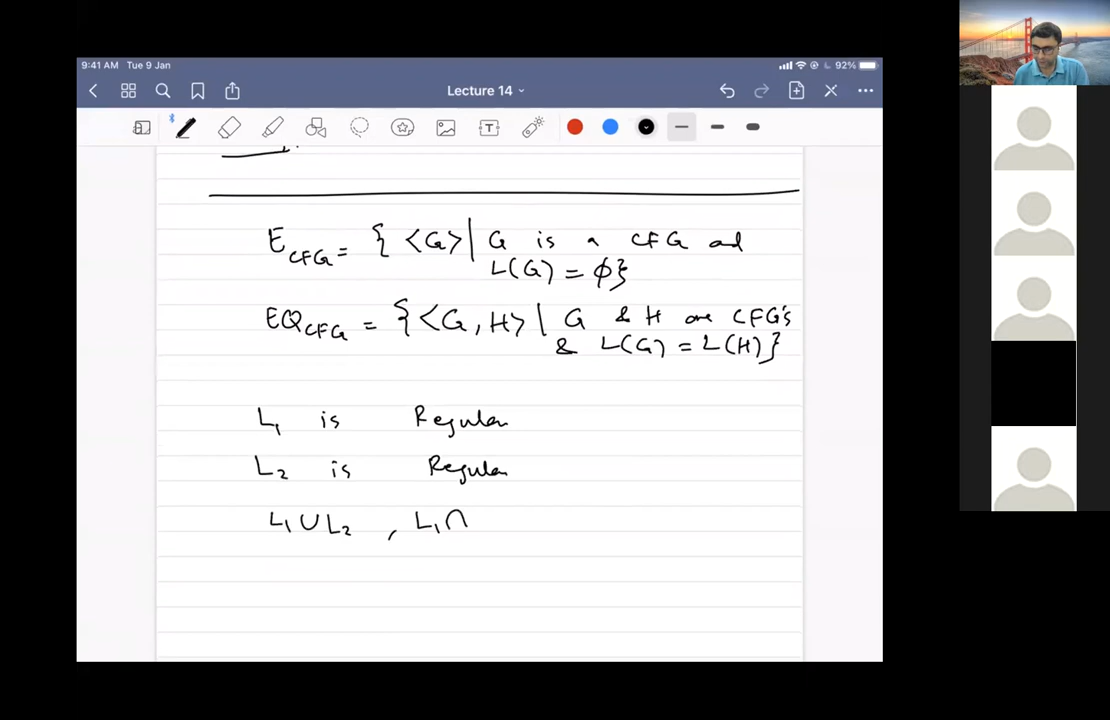 9:41 AM Tue 9 Jan 92%
Lecture 14
E_CFG = { <G> | G is a CFG ad
L(G) = φ}
EQ_CFG = { <G, H> | G & H are CFG's
& L(G) = L(H)}
L₁ is Regular
L₂ is Regular
L₁ ∪ L₂ , L₁ ∩